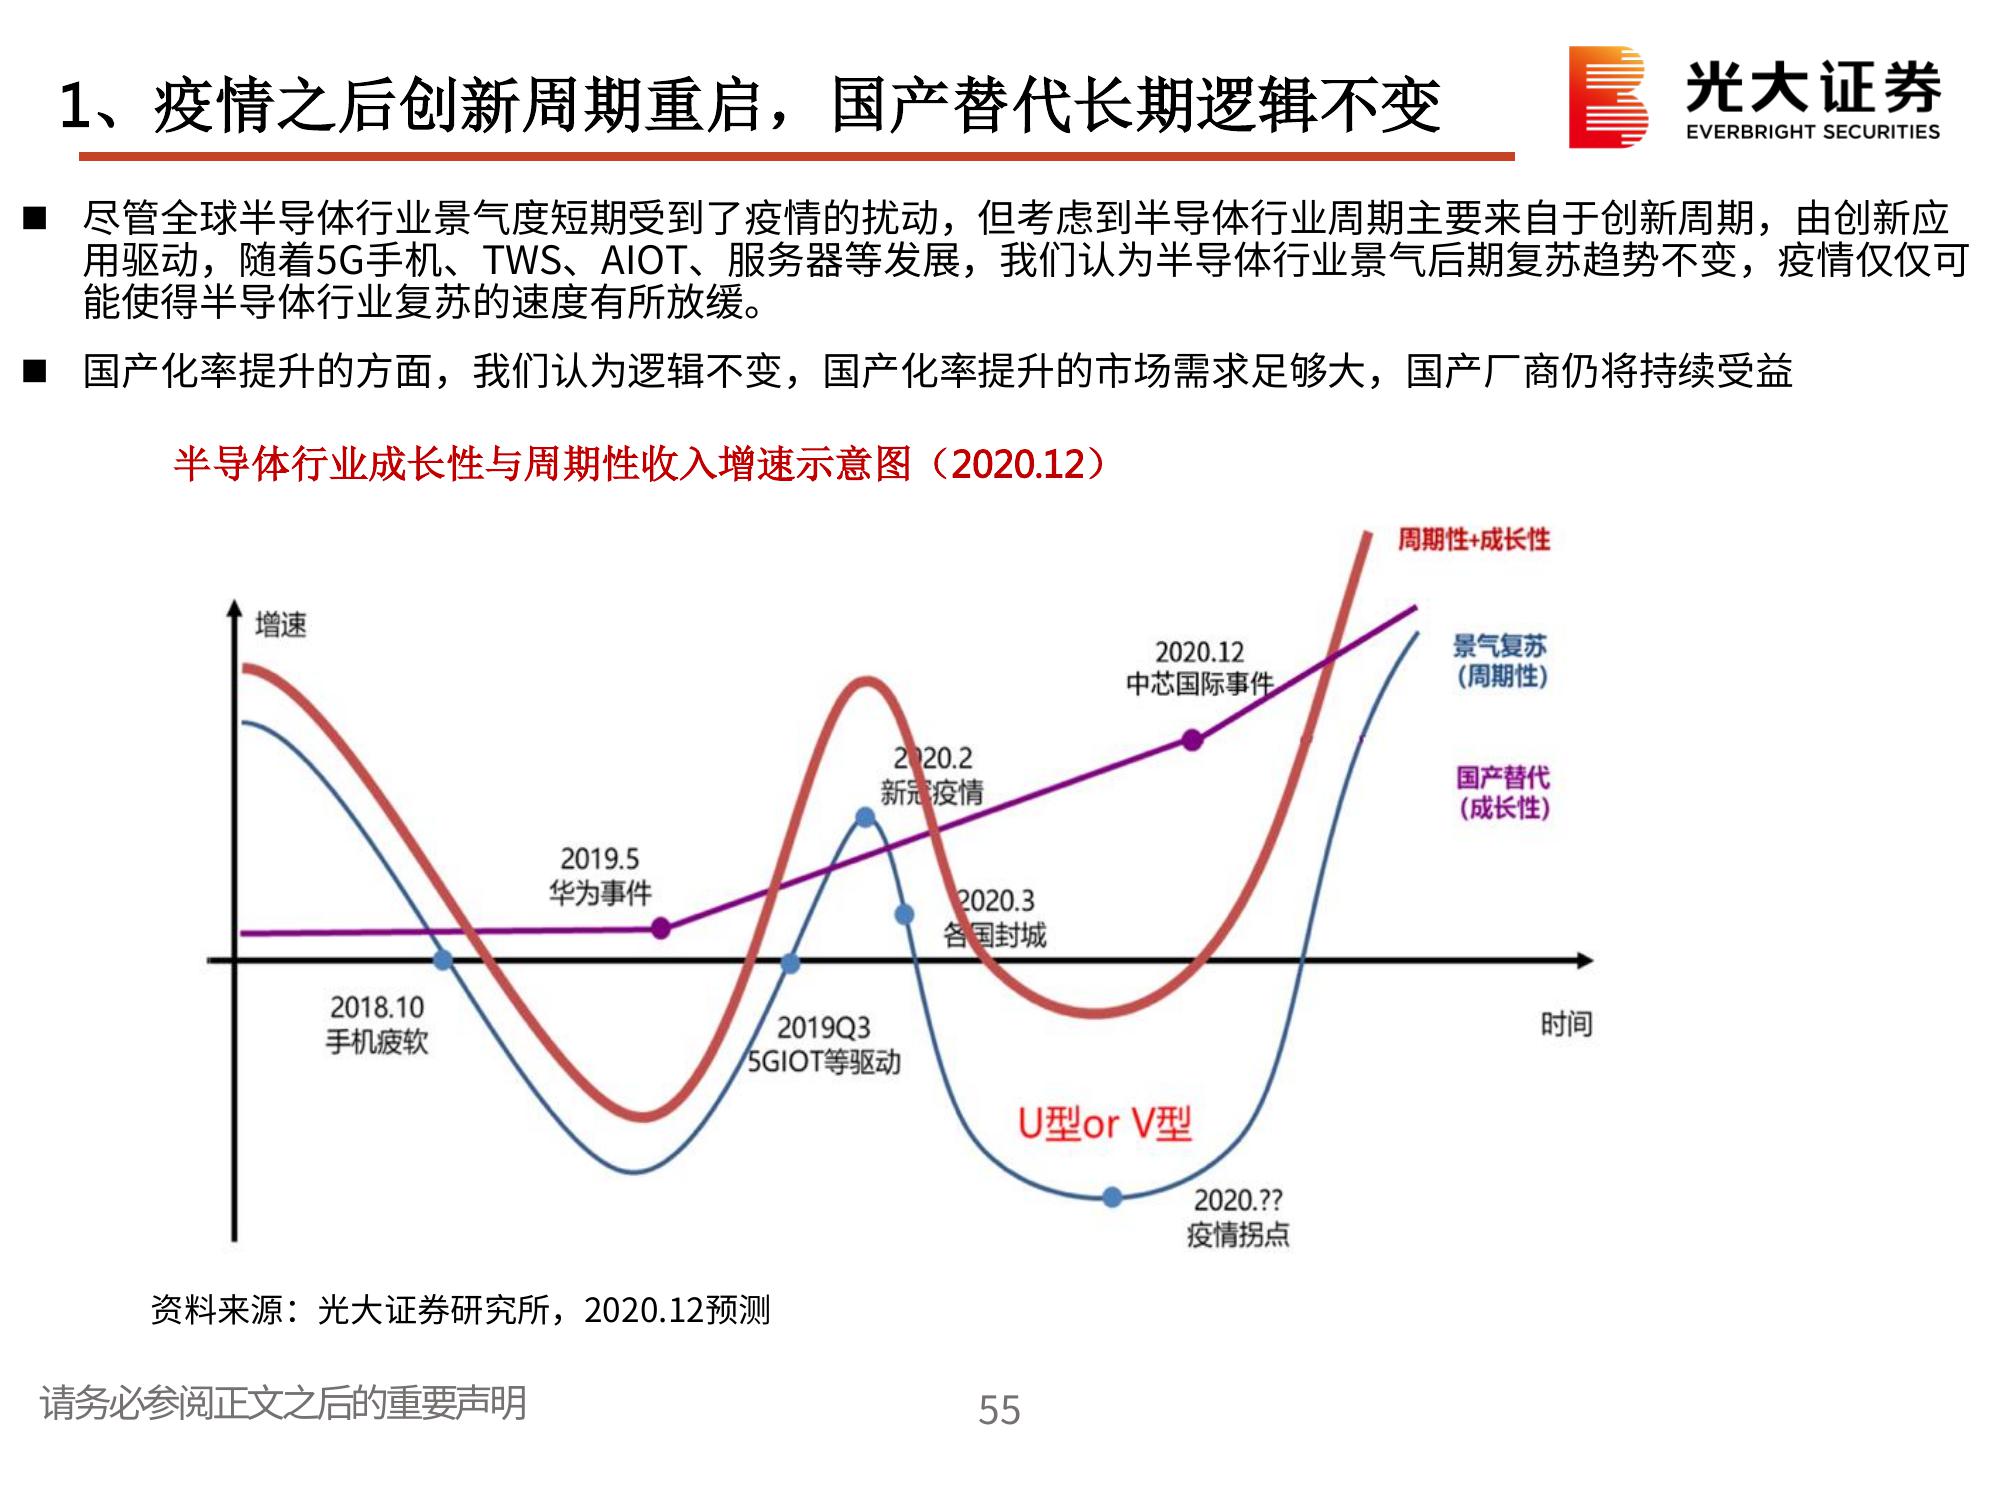 1、疫情之后创新周期重启，国产替代长期逻辑不变
光大证券
EVERBRIGHT SECURITIES
■ 尽管全球半导体行业景气度短期受到了疫情的扰动，但考虑到半导体行业周期主要来自于创新周期，由创新应
用驱动，随着5G手机、TWS、AIOT、服务器等发展，我们认为半导体行业景气后期复苏趋势不变，疫情仅仅可
能使得半导体行业复苏的速度有所放缓。
■ 国产化率提升的方面，我们认为逻辑不变，国产化率提升的市场需求足够大，国产厂商仍将持续受益
半导体行业成长性与周期性收入增速示意图（2020.12）
周期性+成长性
增速
2020.12
中芯国际事件
景气复苏
(周期性)
2020.2
新冠疫情
国产替代
(成长性)
2019.5
华为事件
2020.3
各国封城
2018.10
手机疲软
2019Q3
5GIOT等驱动
时间
U型or V型
2020.??
疫情拐点
资料来源：光大证券研究所，2020.12预测
请务必参阅正文之后的重要声明
55